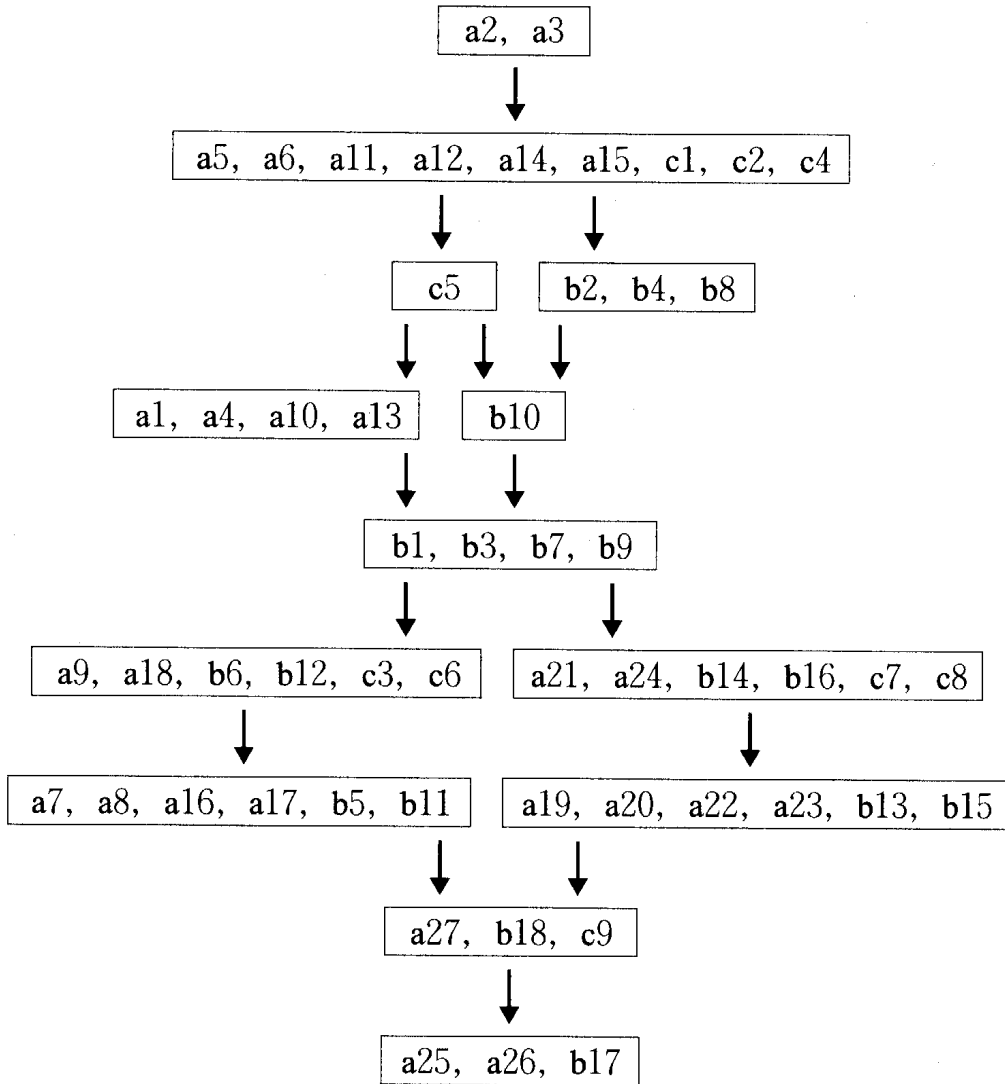 a2, a3
a5, a6, a11, a12, a14, a15, c1, c2, c4
c5
b2, b4, b8
a1, a4, a10, a13
b10
b1, b3, b7, b9
a9, a18, b6, b12, c3, c6
a21, a24, b14, b16, c7, c8
a7, a8, a16, a17, b5, b11
a19, a20, a22, a23, b13, b15
a27, b18, c9
a25, a26, b17